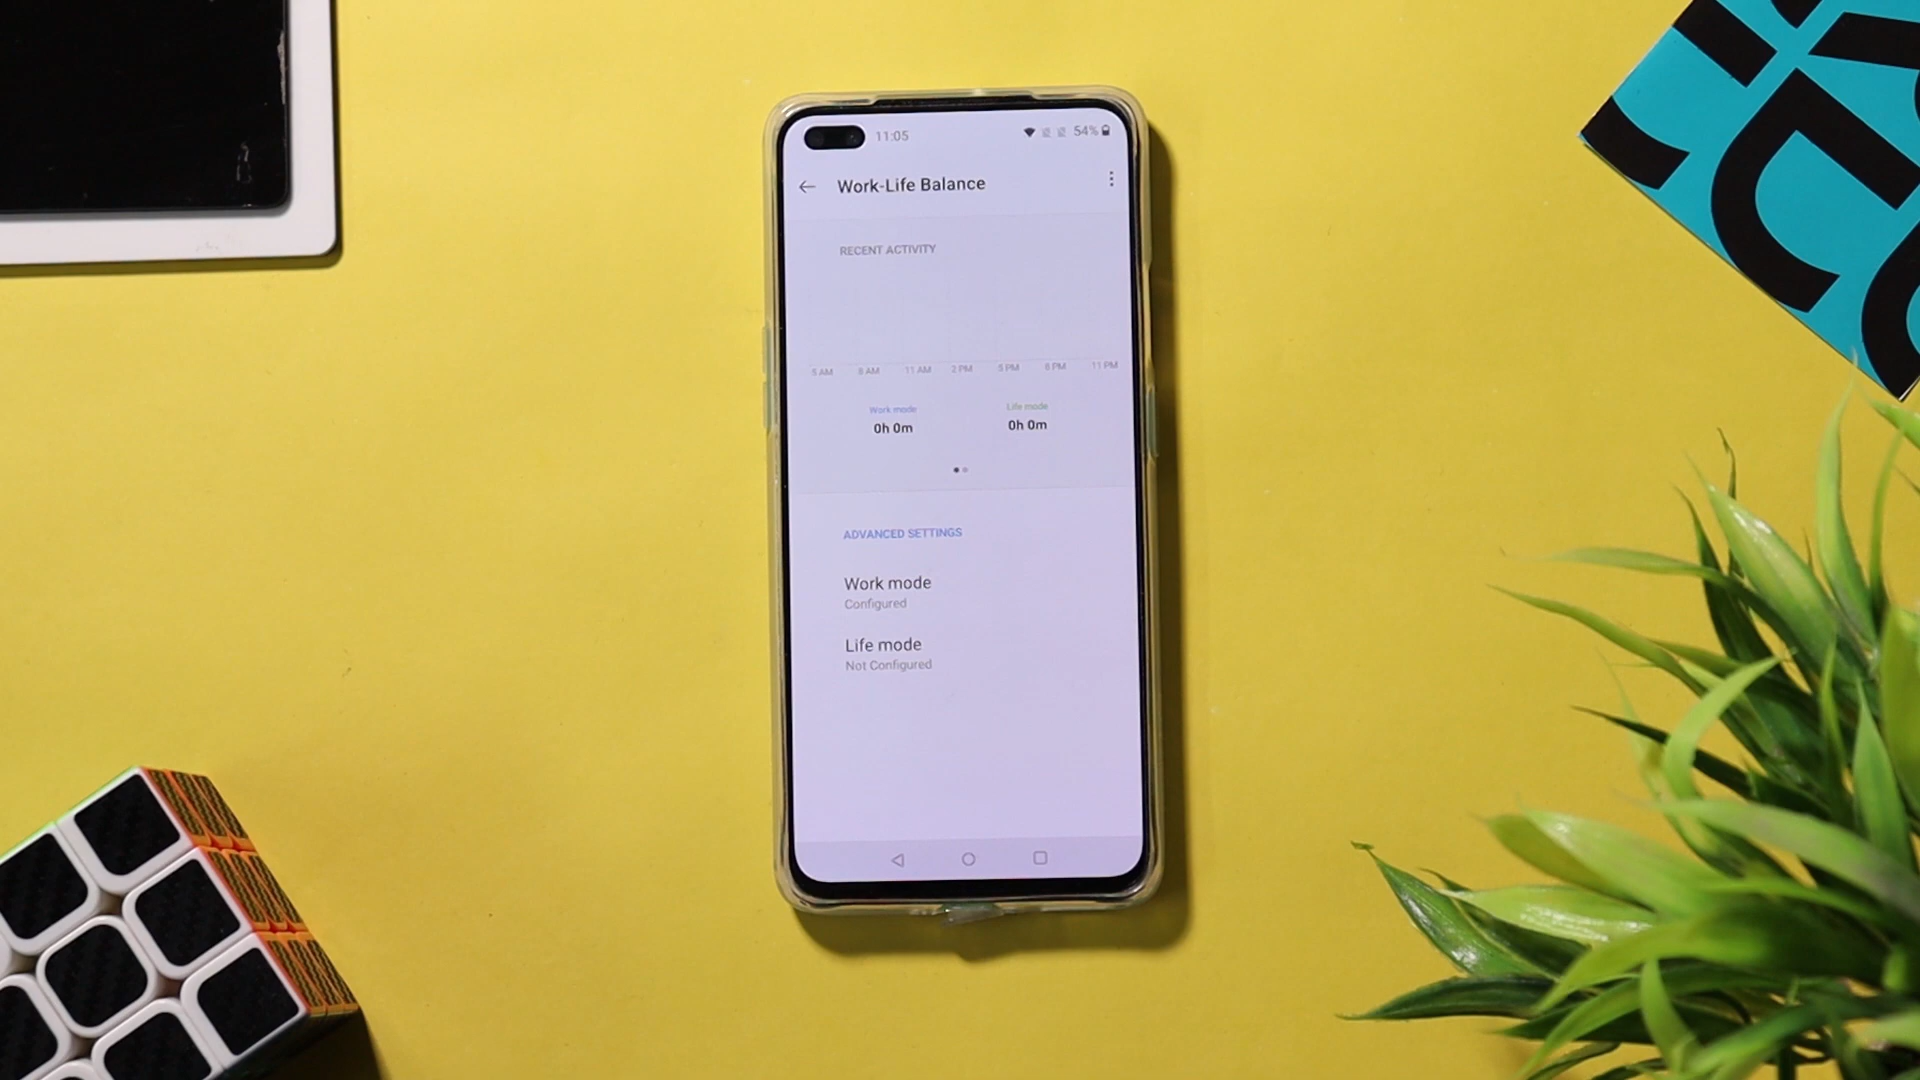 11:05
54%
Work-Life Balance
RECENT ACTIVITY
5 AM 8 AM 11 AM 2 PM 5 PM 8 PM 11 PM
Work mode Life mode
0h 0m 0h 0m
ADVANCED SETTINGS
Work mode
Configured
Life mode
Not Configured